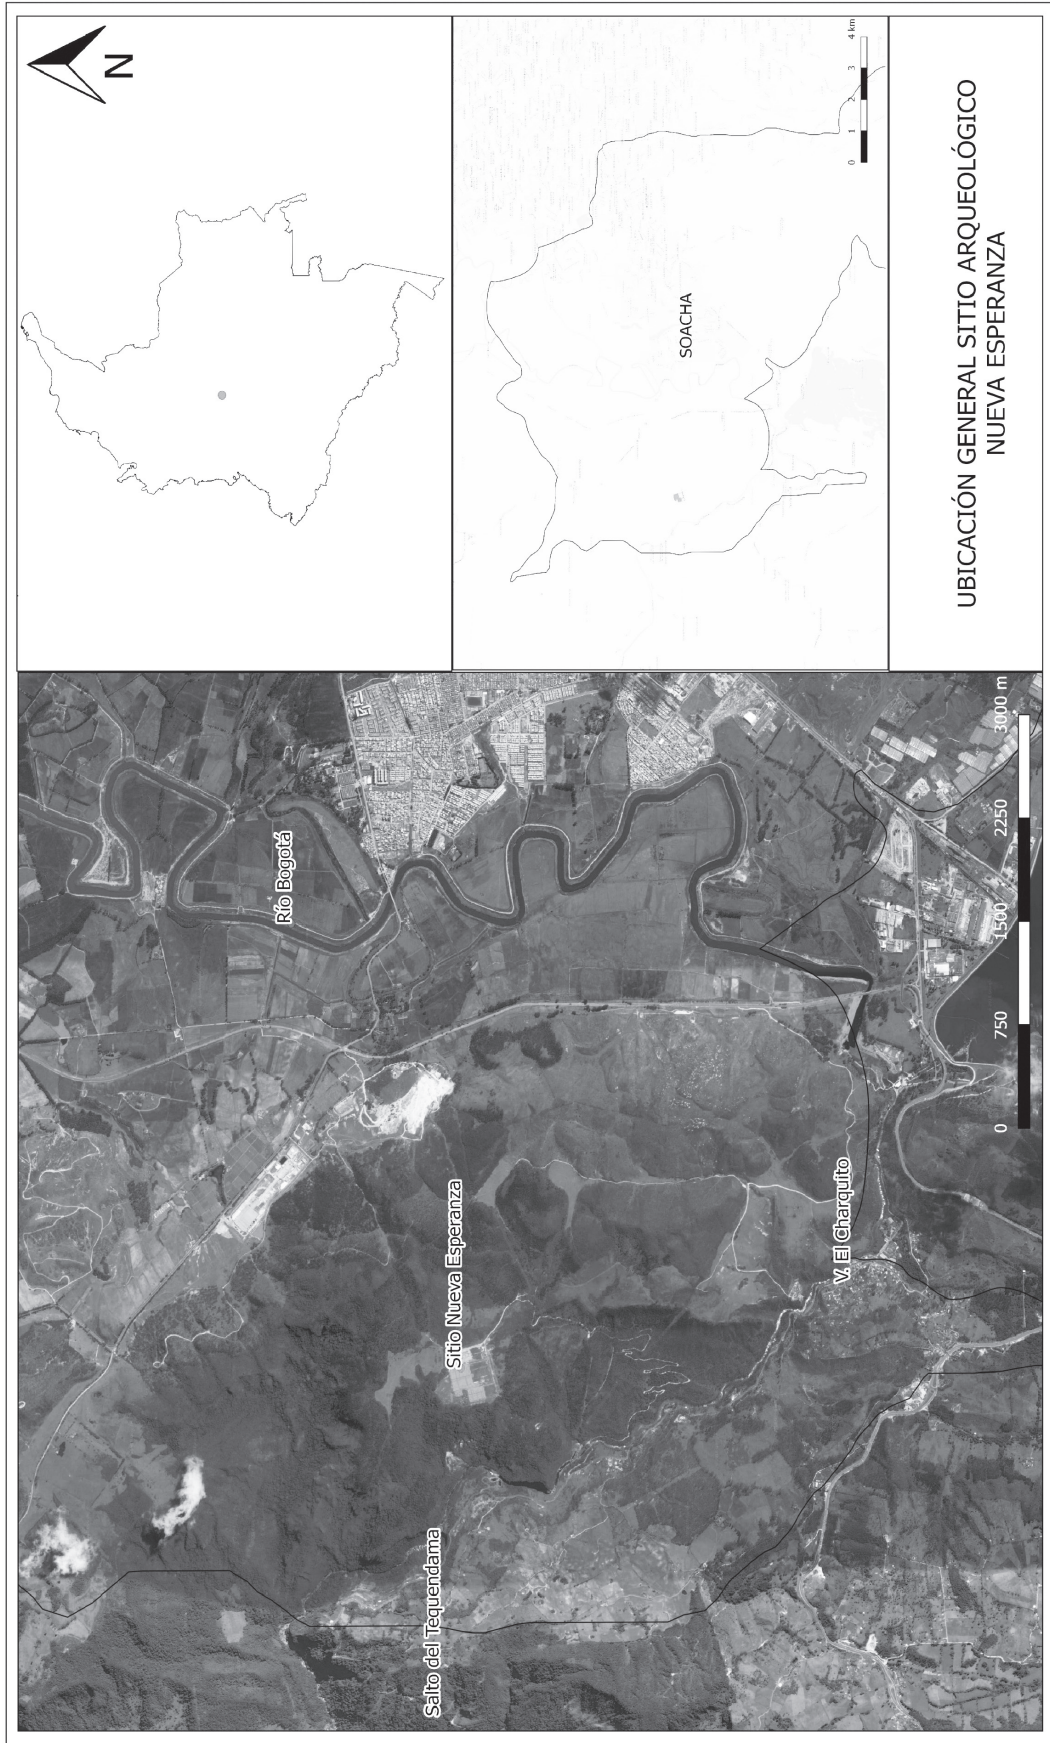 Salto del Tequendama
Sitio Nueva Esperanza
Río Bogotá
V. El Charquito
0 750 1500 2250 3000 m
N
SOACHA
0 1 2 3 4 km
UBICACIÓN GENERAL SITIO ARQUEOLÓGICO
NUEVA ESPERANZA